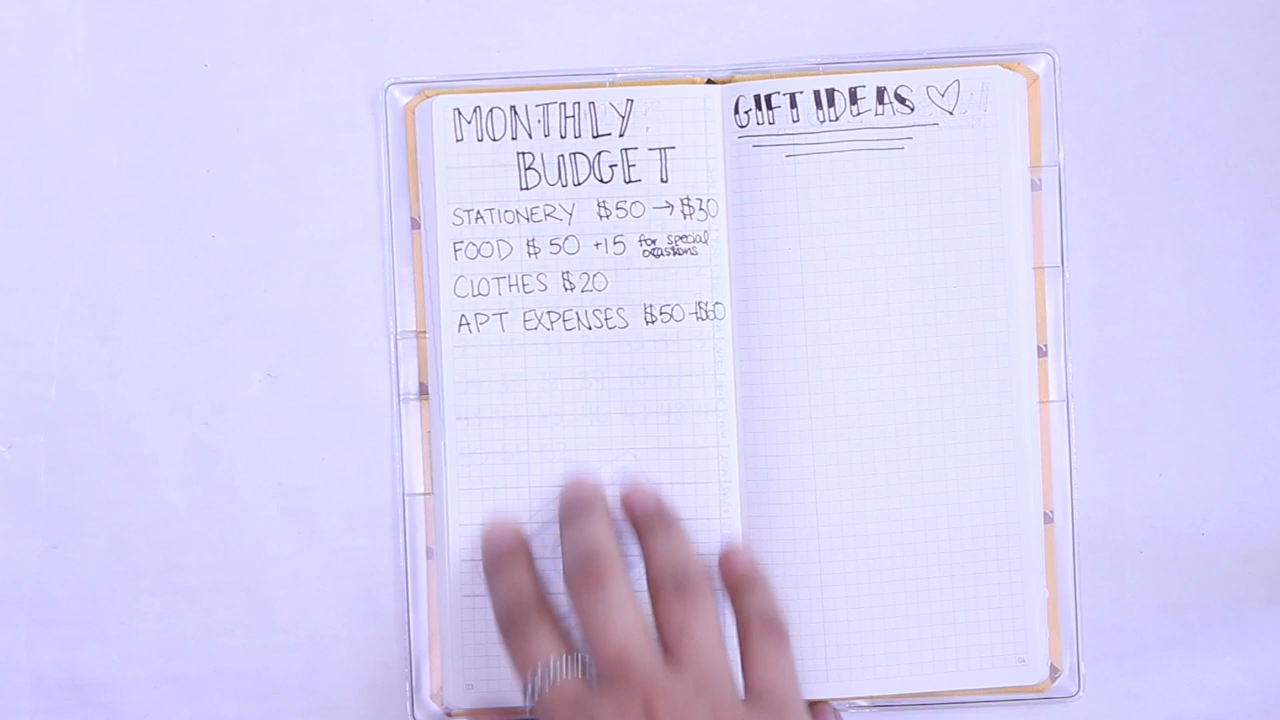 MONTHLY
BUDGET
STATIONERY $50 → $30
FOOD $50 +15 for special
occasions
CLOTHES $20
APT EXPENSES $50 +$60
GIFT IDEAS ♡